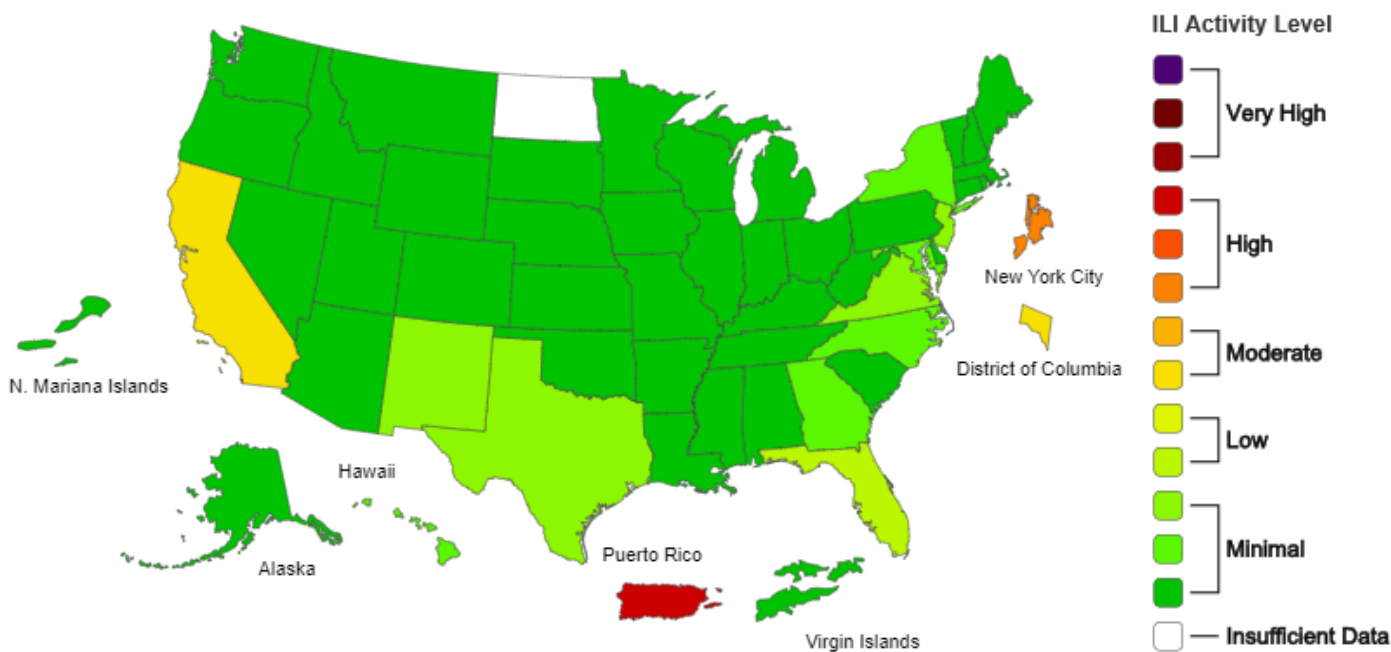 ILI Activity Level
Very High
High
New York City
Moderate
District of Columbia
N. Mariana Islands
Low
Hawaii
Minimal
Puerto Rico
Alaska
Virgin Islands
Insufficient Data